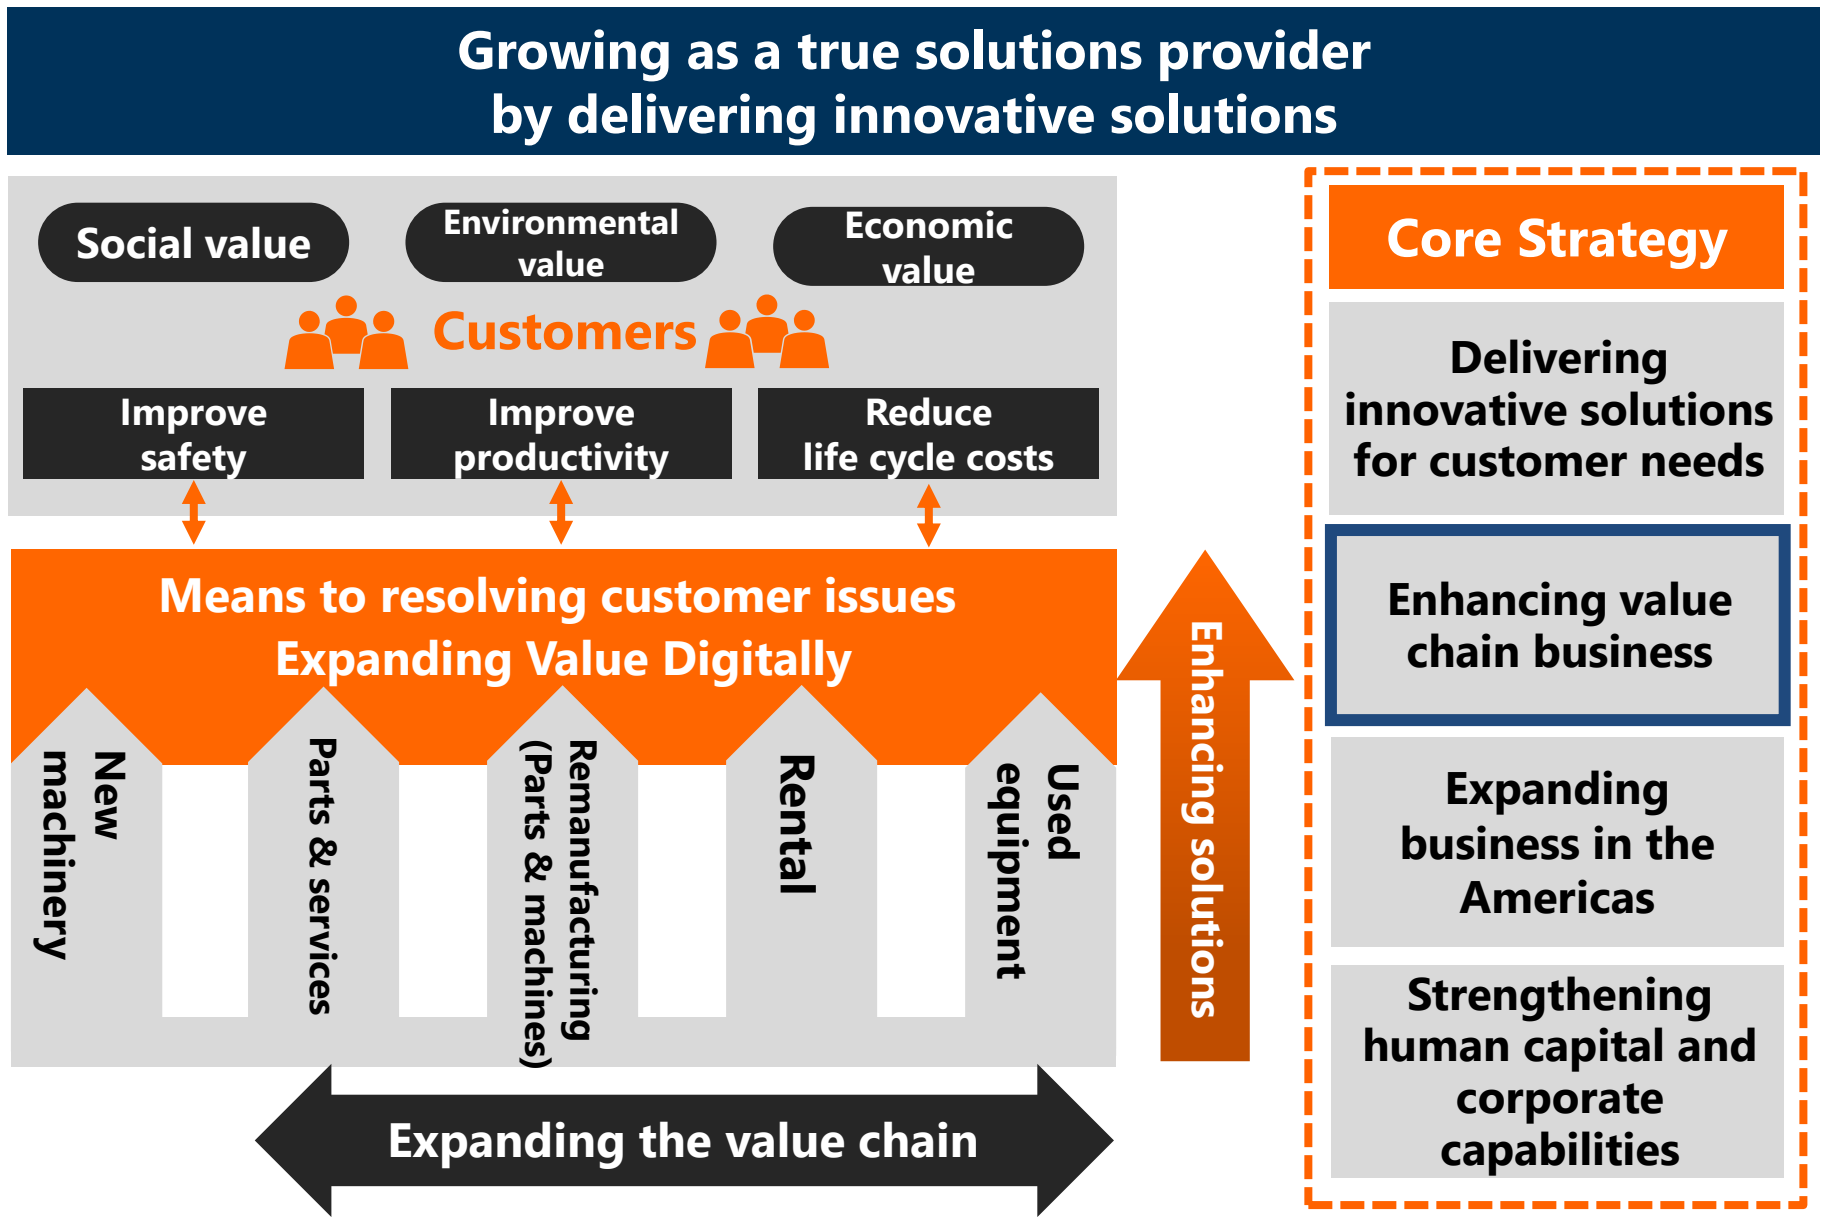 Growing as a true solutions provider
by delivering innovative solutions
Social value
Environmental
value
Economic
value
Customers
Improve
safety
Improve
productivity
Reduce
life cycle costs
Means to resolving customer issues
Expanding Value Digitally
New
machinery
Parts & services
Remanufacturing
(Parts & machines)
Rental
Used
equipment
Expanding the value chain
Enhancing solutions
Core Strategy
Delivering
innovative solutions
for customer needs
Enhancing value
chain business
Expanding
business in the
Americas
Strengthening
human capital and
corporate
capabilities